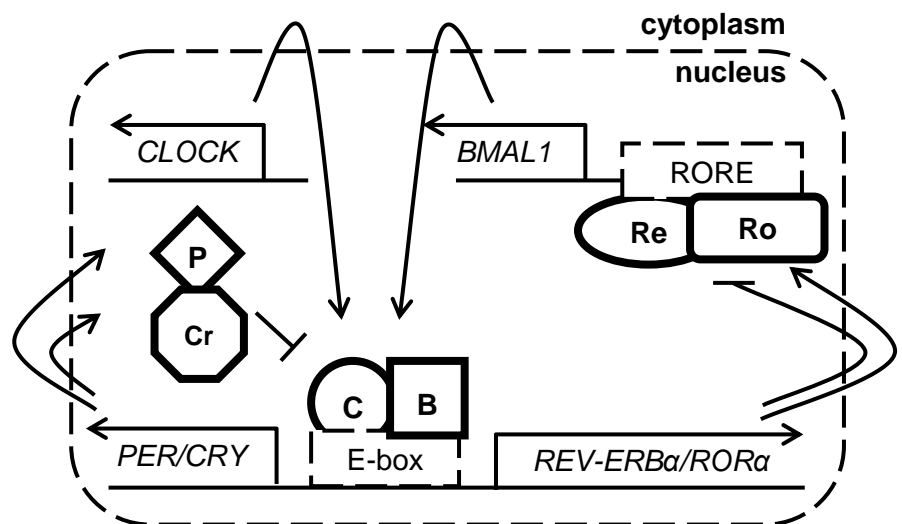 cytoplasm
nucleus
CLOCK
BMAL1
RORE
Re
Ro
P
Cr
C
B
PER/CRY
E-box
REV-ERBα/RORα